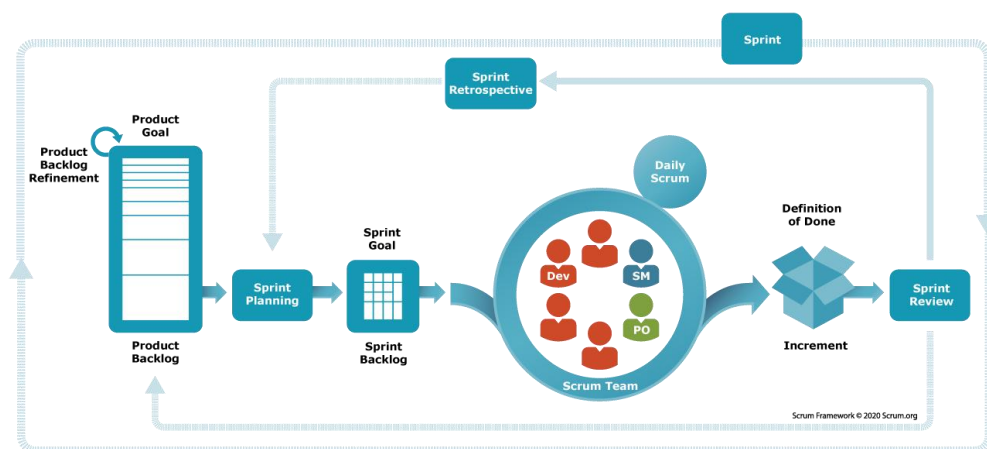 Sprint
Sprint
Retrospective
Product
Goal
Product
Backlog
Refinement
Daily
Scrum
Definition
of Done
Sprint
Goal
Dev
SM
Sprint
Planning
Sprint
Review
PO
Product
Backlog
Sprint
Backlog
Increment
Scrum Team
Scrum Framework © 2020 Scrum.org